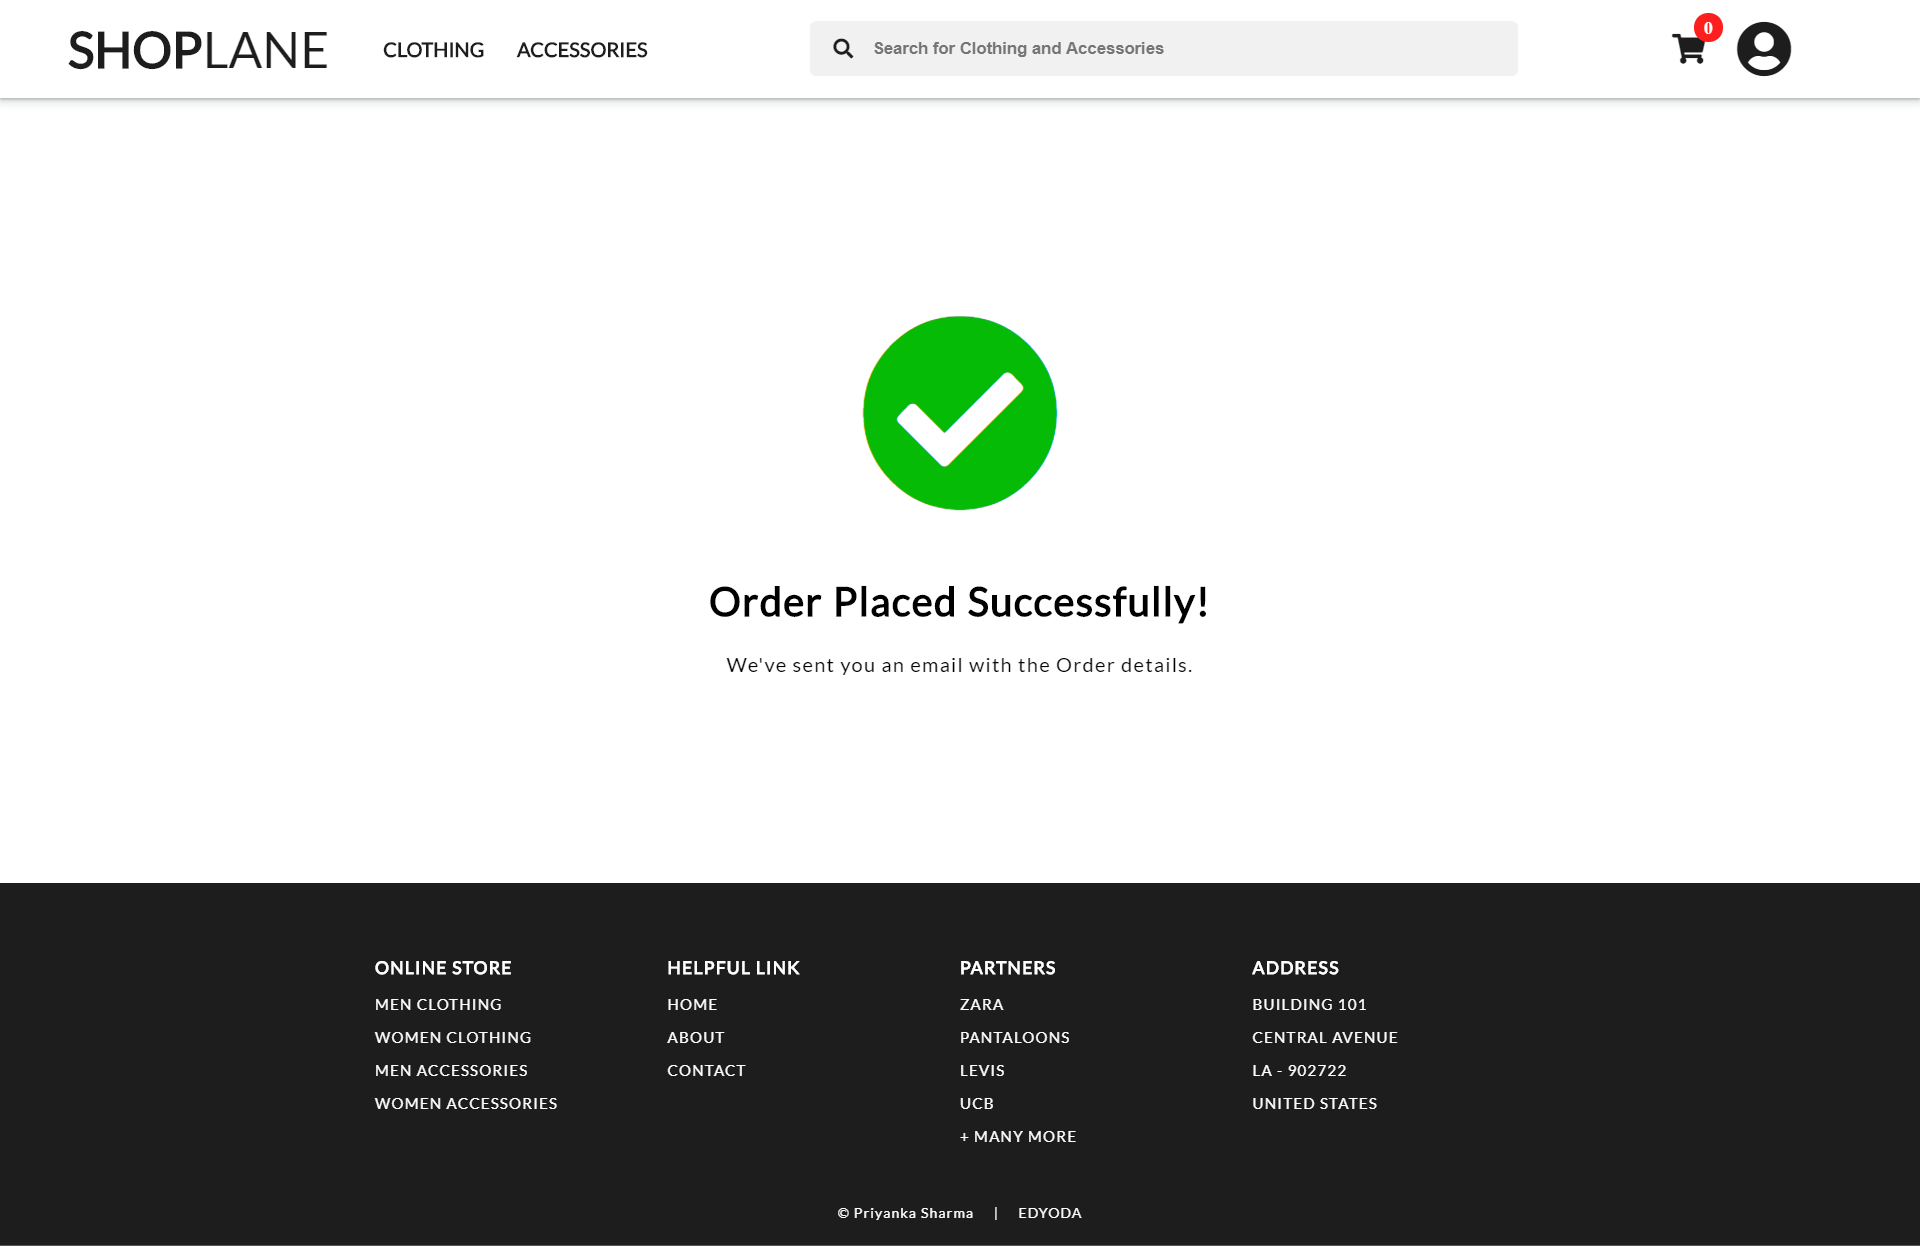 SHOPLANE
CLOTHING
ACCESSORIES
Search for Clothing and Accessories
0
Order Placed Successfully!
We've sent you an email with the Order details.
ONLINE STORE
MEN CLOTHING
WOMEN CLOTHING
MEN ACCESSORIES
WOMEN ACCESSORIES
HELPFUL LINK
HOME
ABOUT
CONTACT
PARTNERS
ZARA
PANTALOONS
LEVIS
UCB
+ MANY MORE
ADDRESS
BUILDING 101
CENTRAL AVENUE
LA - 902722
UNITED STATES
© Priyanka Sharma | EDYODA